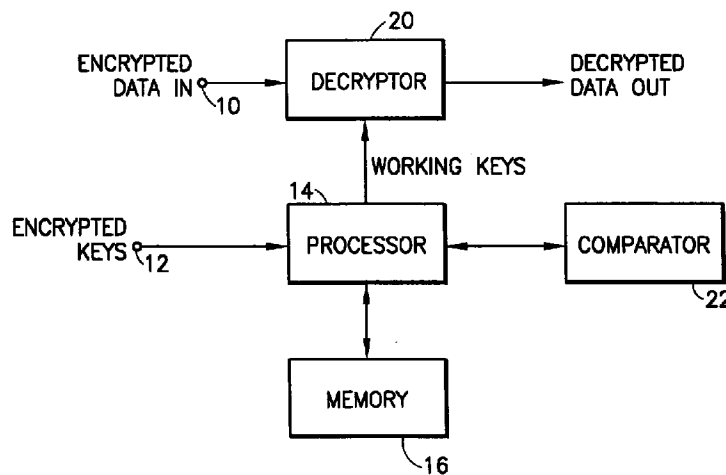 20
ENCRYPTED
DATA IN
10
DECRYPTOR
DECRYPTED
DATA OUT
WORKING KEYS
14
ENCRYPTED
KEYS
12
PROCESSOR
COMPARATOR
22
MEMORY
16